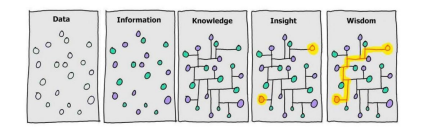 Data
Information
Knowledge
Insight
Wisdom